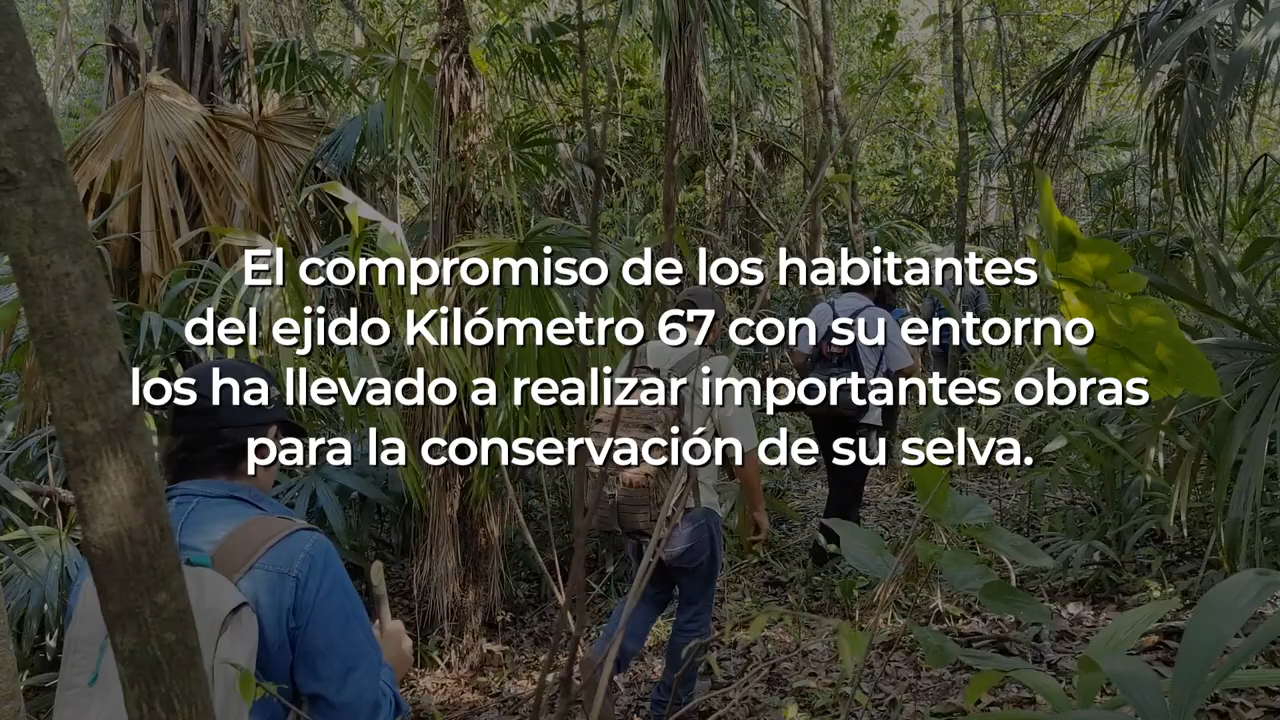 El compromiso de los habitantes
del ejido Kilómetro 67 con su entorno
los ha llevado a realizar importantes obras
para la conservación de su selva.